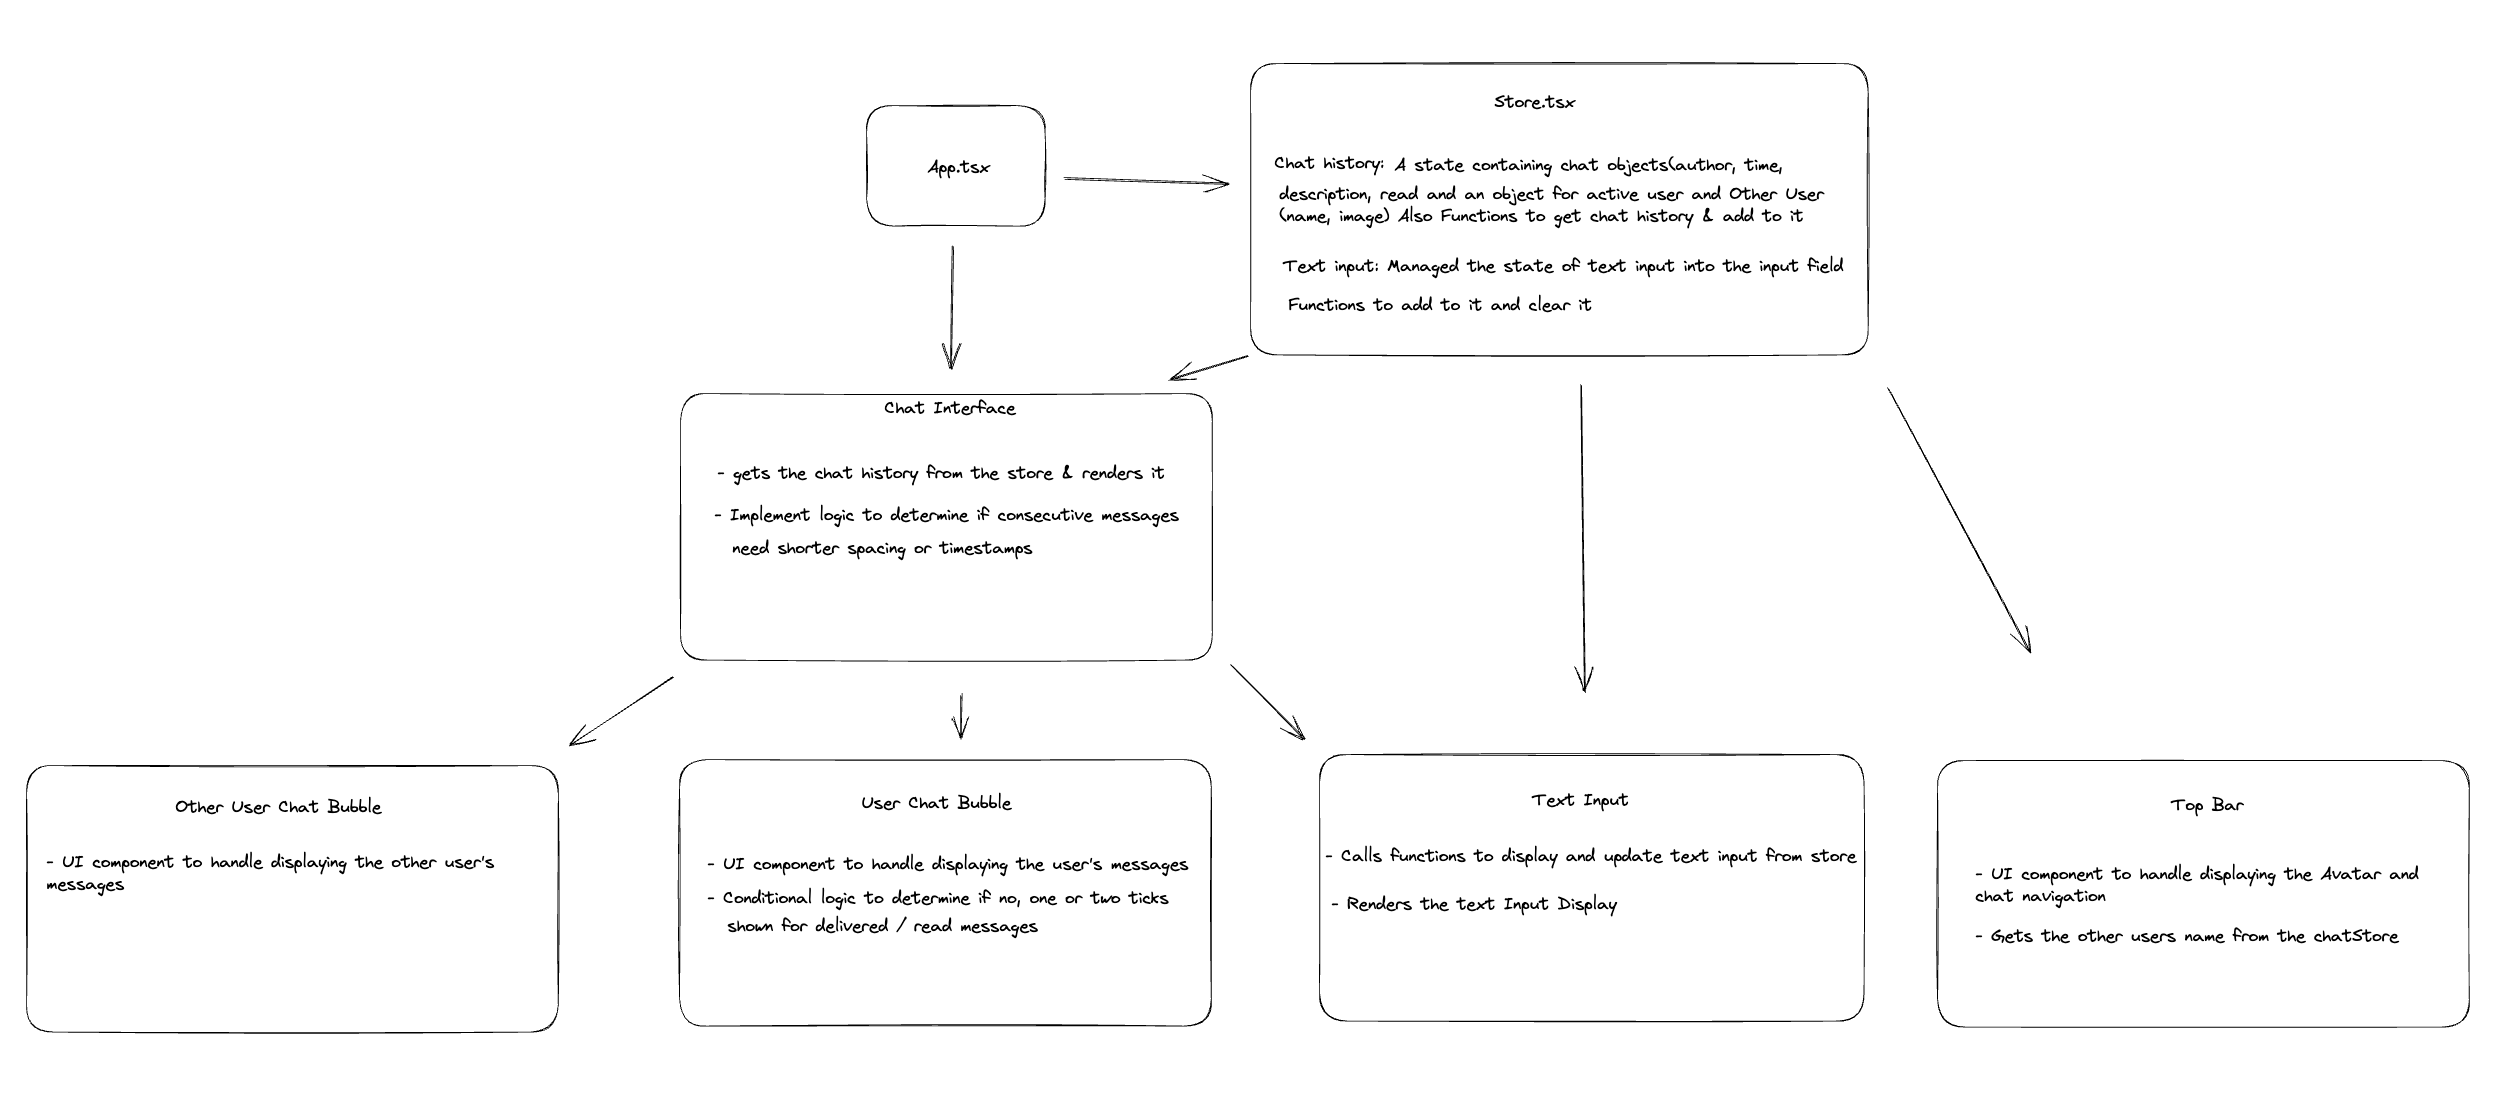 Store.tsx
App.tsx
Chat history: A state containing chat objects(author, time,
description, read and an object for active user and Other User
(name, image) Also Functions to get chat history & add to it
Text input: Managed the state of text input into the input field
Functions to add to it and clear it
Chat Interface
- gets the chat history from the store & renders it
- Implement logic to determine if consecutive messages
need shorter spacing or timestamps
Other User Chat Bubble
- UI component to handle displaying the other user's
messages
User Chat Bubble
- UI component to handle displaying the user's messages
- Conditional logic to determine if no, one or two ticks
shown for delivered / read messages
Text Input
- Calls functions to display and update text input from store
- Renders the text Input Display
Top Bar
- UI component to handle displaying the Avatar and
chat navigation
- Gets the other users name from the chatStore